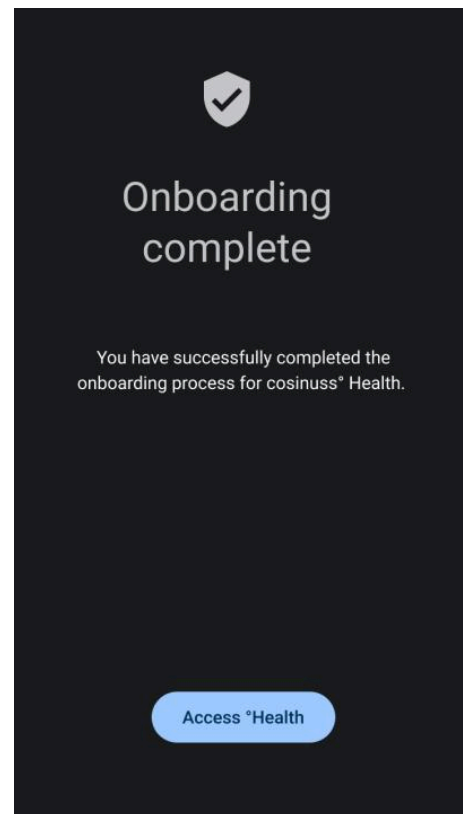 Onboarding
complete
You have successfully completed the
onboarding process for cosinuss° Health.
Access °Health